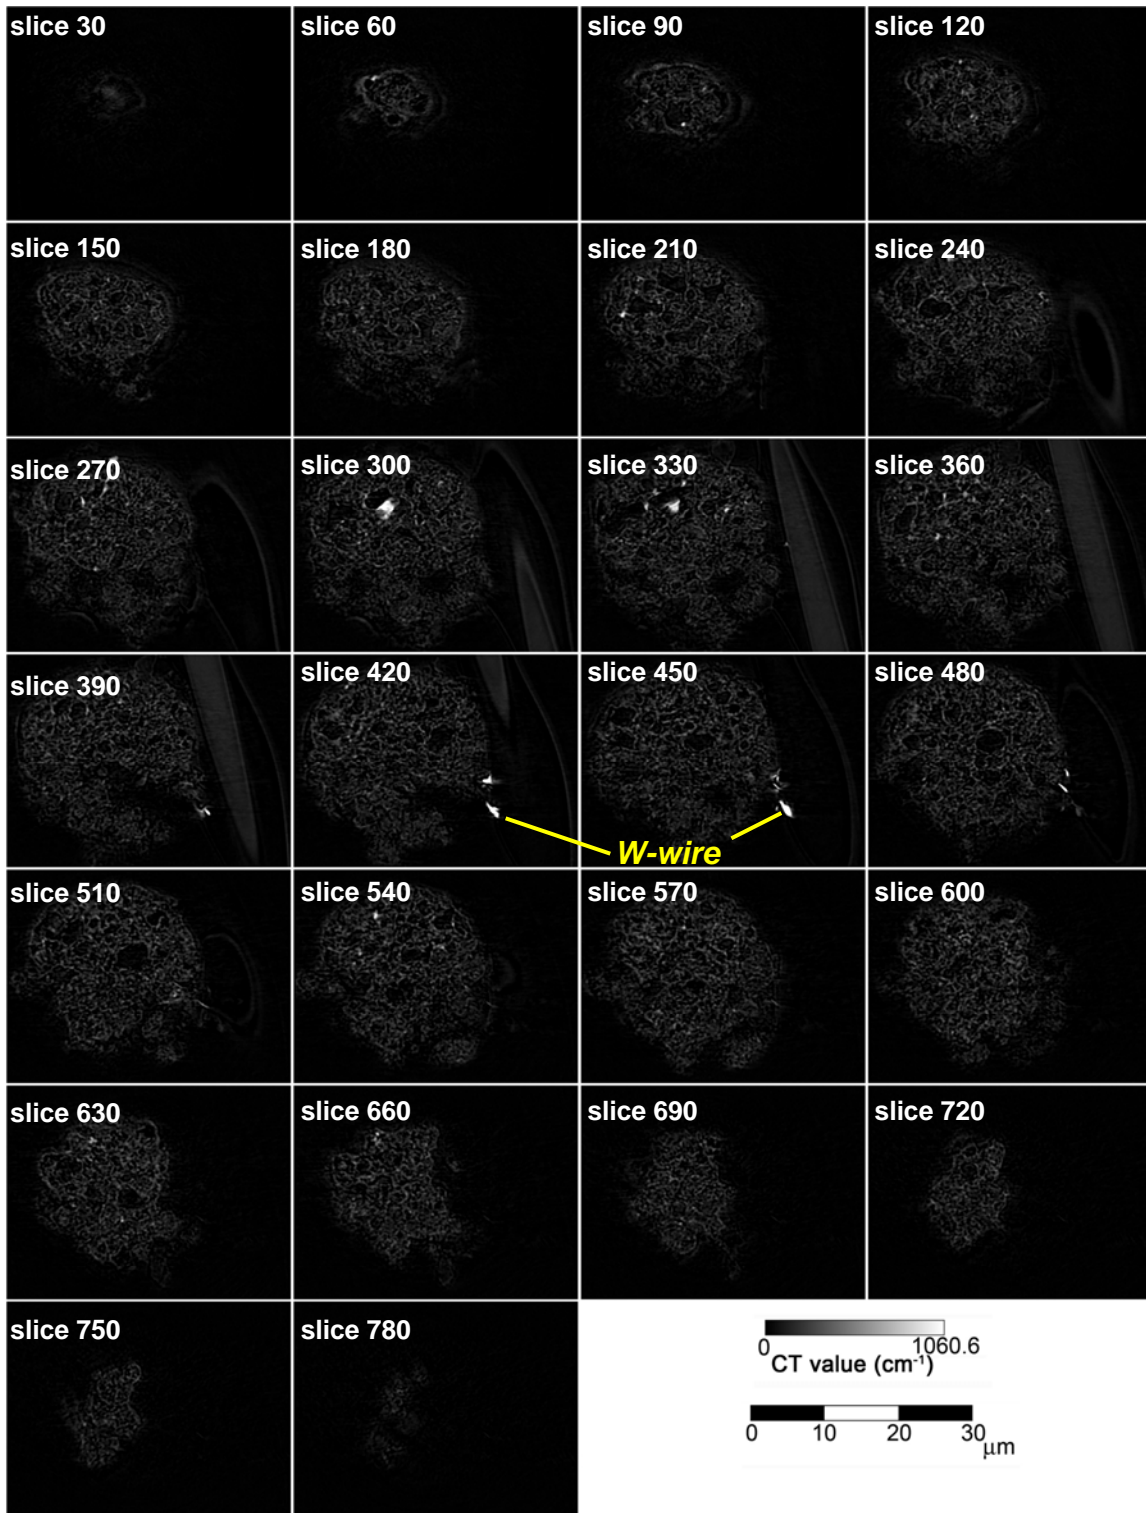 slice 30
slice 60
slice 90
slice 120
slice 150
slice 180
slice 210
slice 240
slice 270
slice 300
slice 330
slice 360
slice 390
slice 420
slice 450
slice 480
W-wire
slice 510
slice 540
slice 570
slice 600
slice 630
slice 660
slice 690
slice 720
slice 750
slice 780
0 1060.6
CT value (cm⁻¹)
0 10 20 30
μm